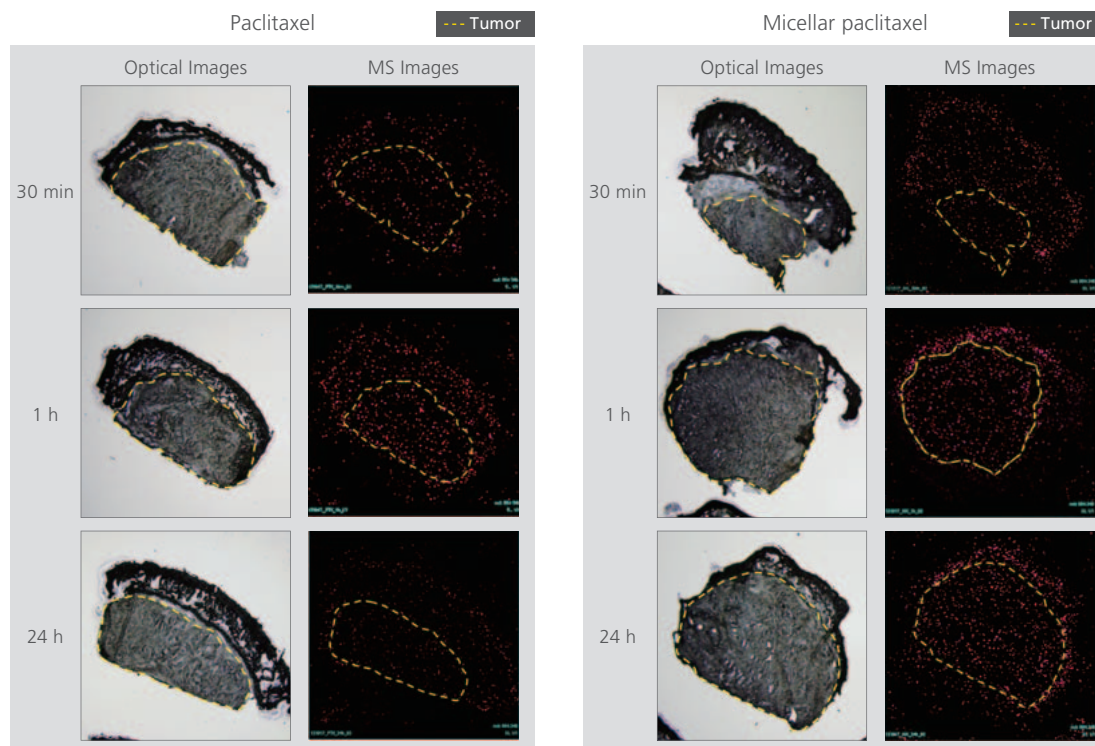 Paclitaxel
--- Tumor
Optical Images
MS Images
30 min
1 h
24 h
Micellar paclitaxel
--- Tumor
Optical Images
MS Images
30 min
1 h
24 h